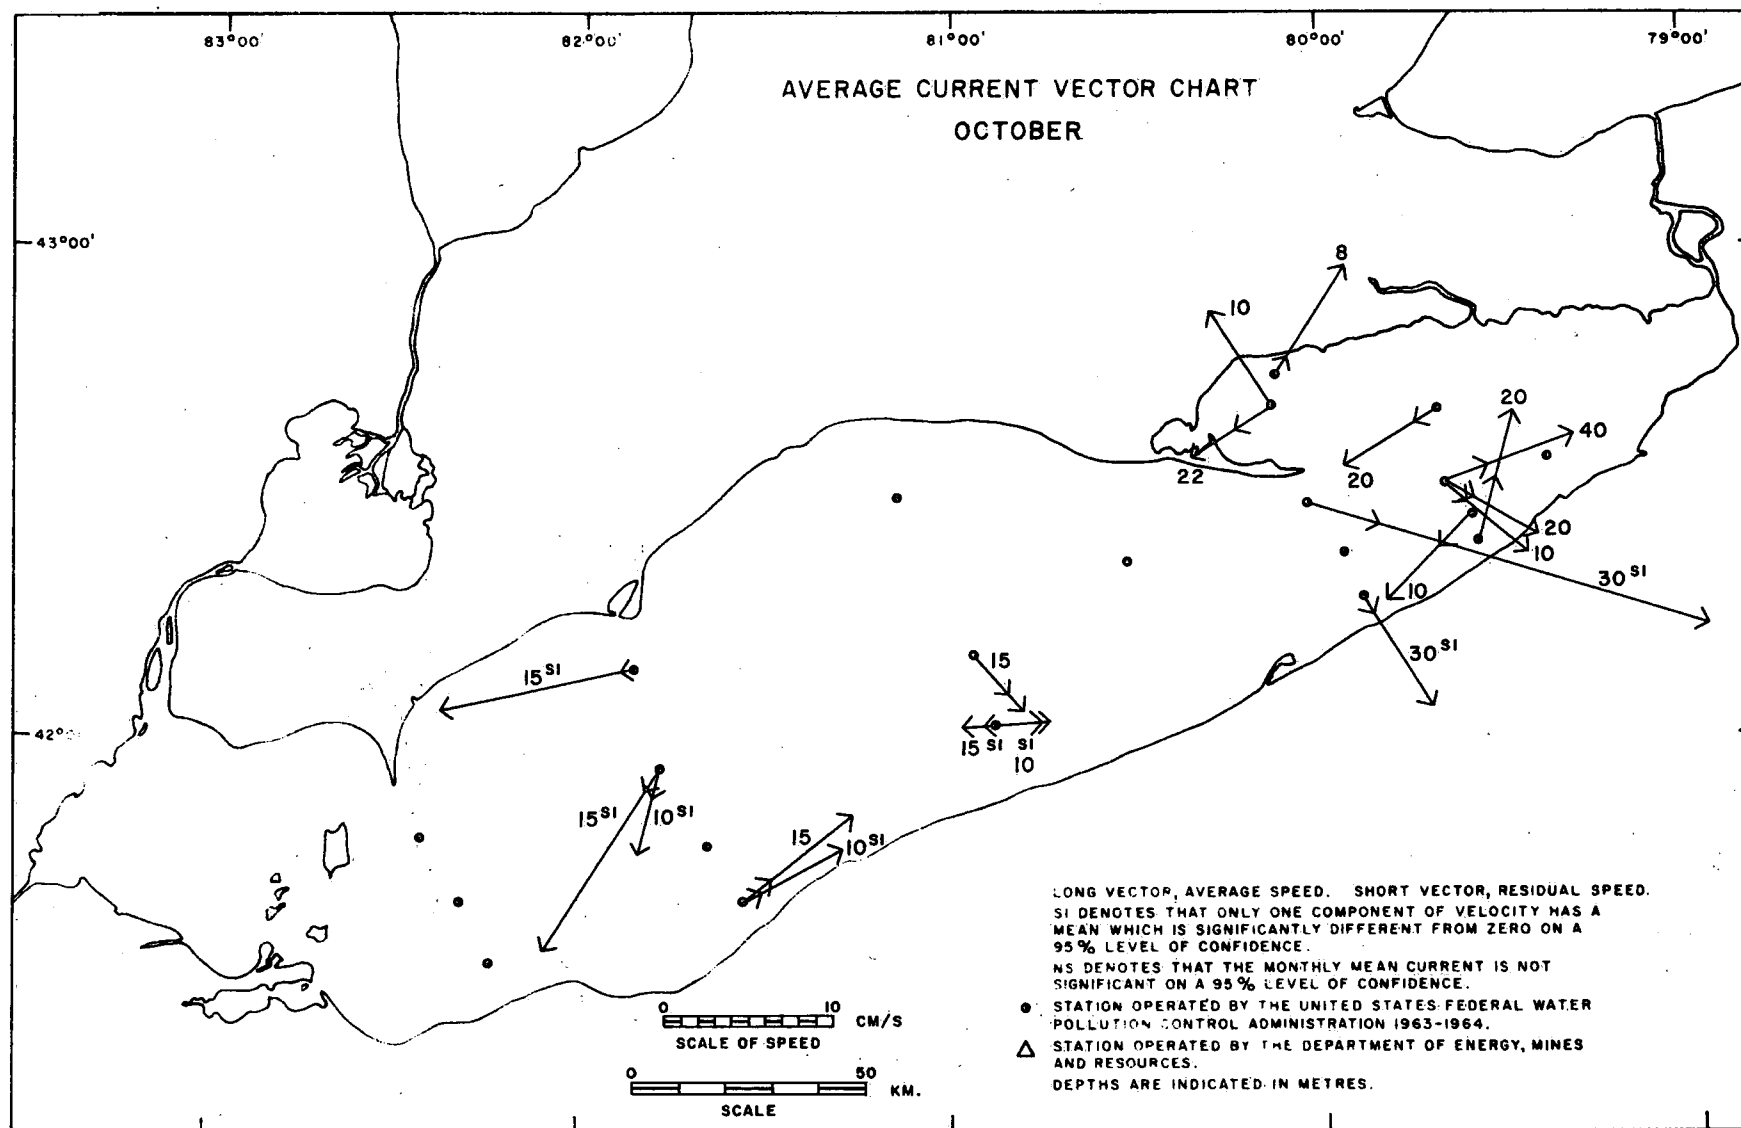 83°00' 82°00' 81°00' 80°00' 79°00'
AVERAGE CURRENT VECTOR CHART
OCTOBER
43°00'
8
10
20
40
22
20
20
10
30 SI
10
30 SI
15 SI
15
42°0
15 SI SI
10
15 SI
10 SI
15
10 SI
LONG VECTOR, AVERAGE SPEED. SHORT VECTOR, RESIDUAL SPEED.
SI DENOTES THAT ONLY ONE COMPONENT OF VELOCITY HAS A
MEAN WHICH IS SIGNIFICANTLY DIFFERENT FROM ZERO ON A
95% LEVEL OF CONFIDENCE.
NS DENOTES THAT THE MONTHLY MEAN CURRENT IS NOT
SIGNIFICANT ON A 95% LEVEL OF CONFIDENCE.
STATION OPERATED BY THE UNITED STATES FEDERAL WATER
POLLUTION CONTROL ADMINISTRATION 1963-1964.
STATION OPERATED BY THE DEPARTMENT OF ENERGY, MINES
AND RESOURCES.
DEPTHS ARE INDICATED IN METRES.
0 10
CM/S
SCALE OF SPEED
0 50
KM.
SCALE